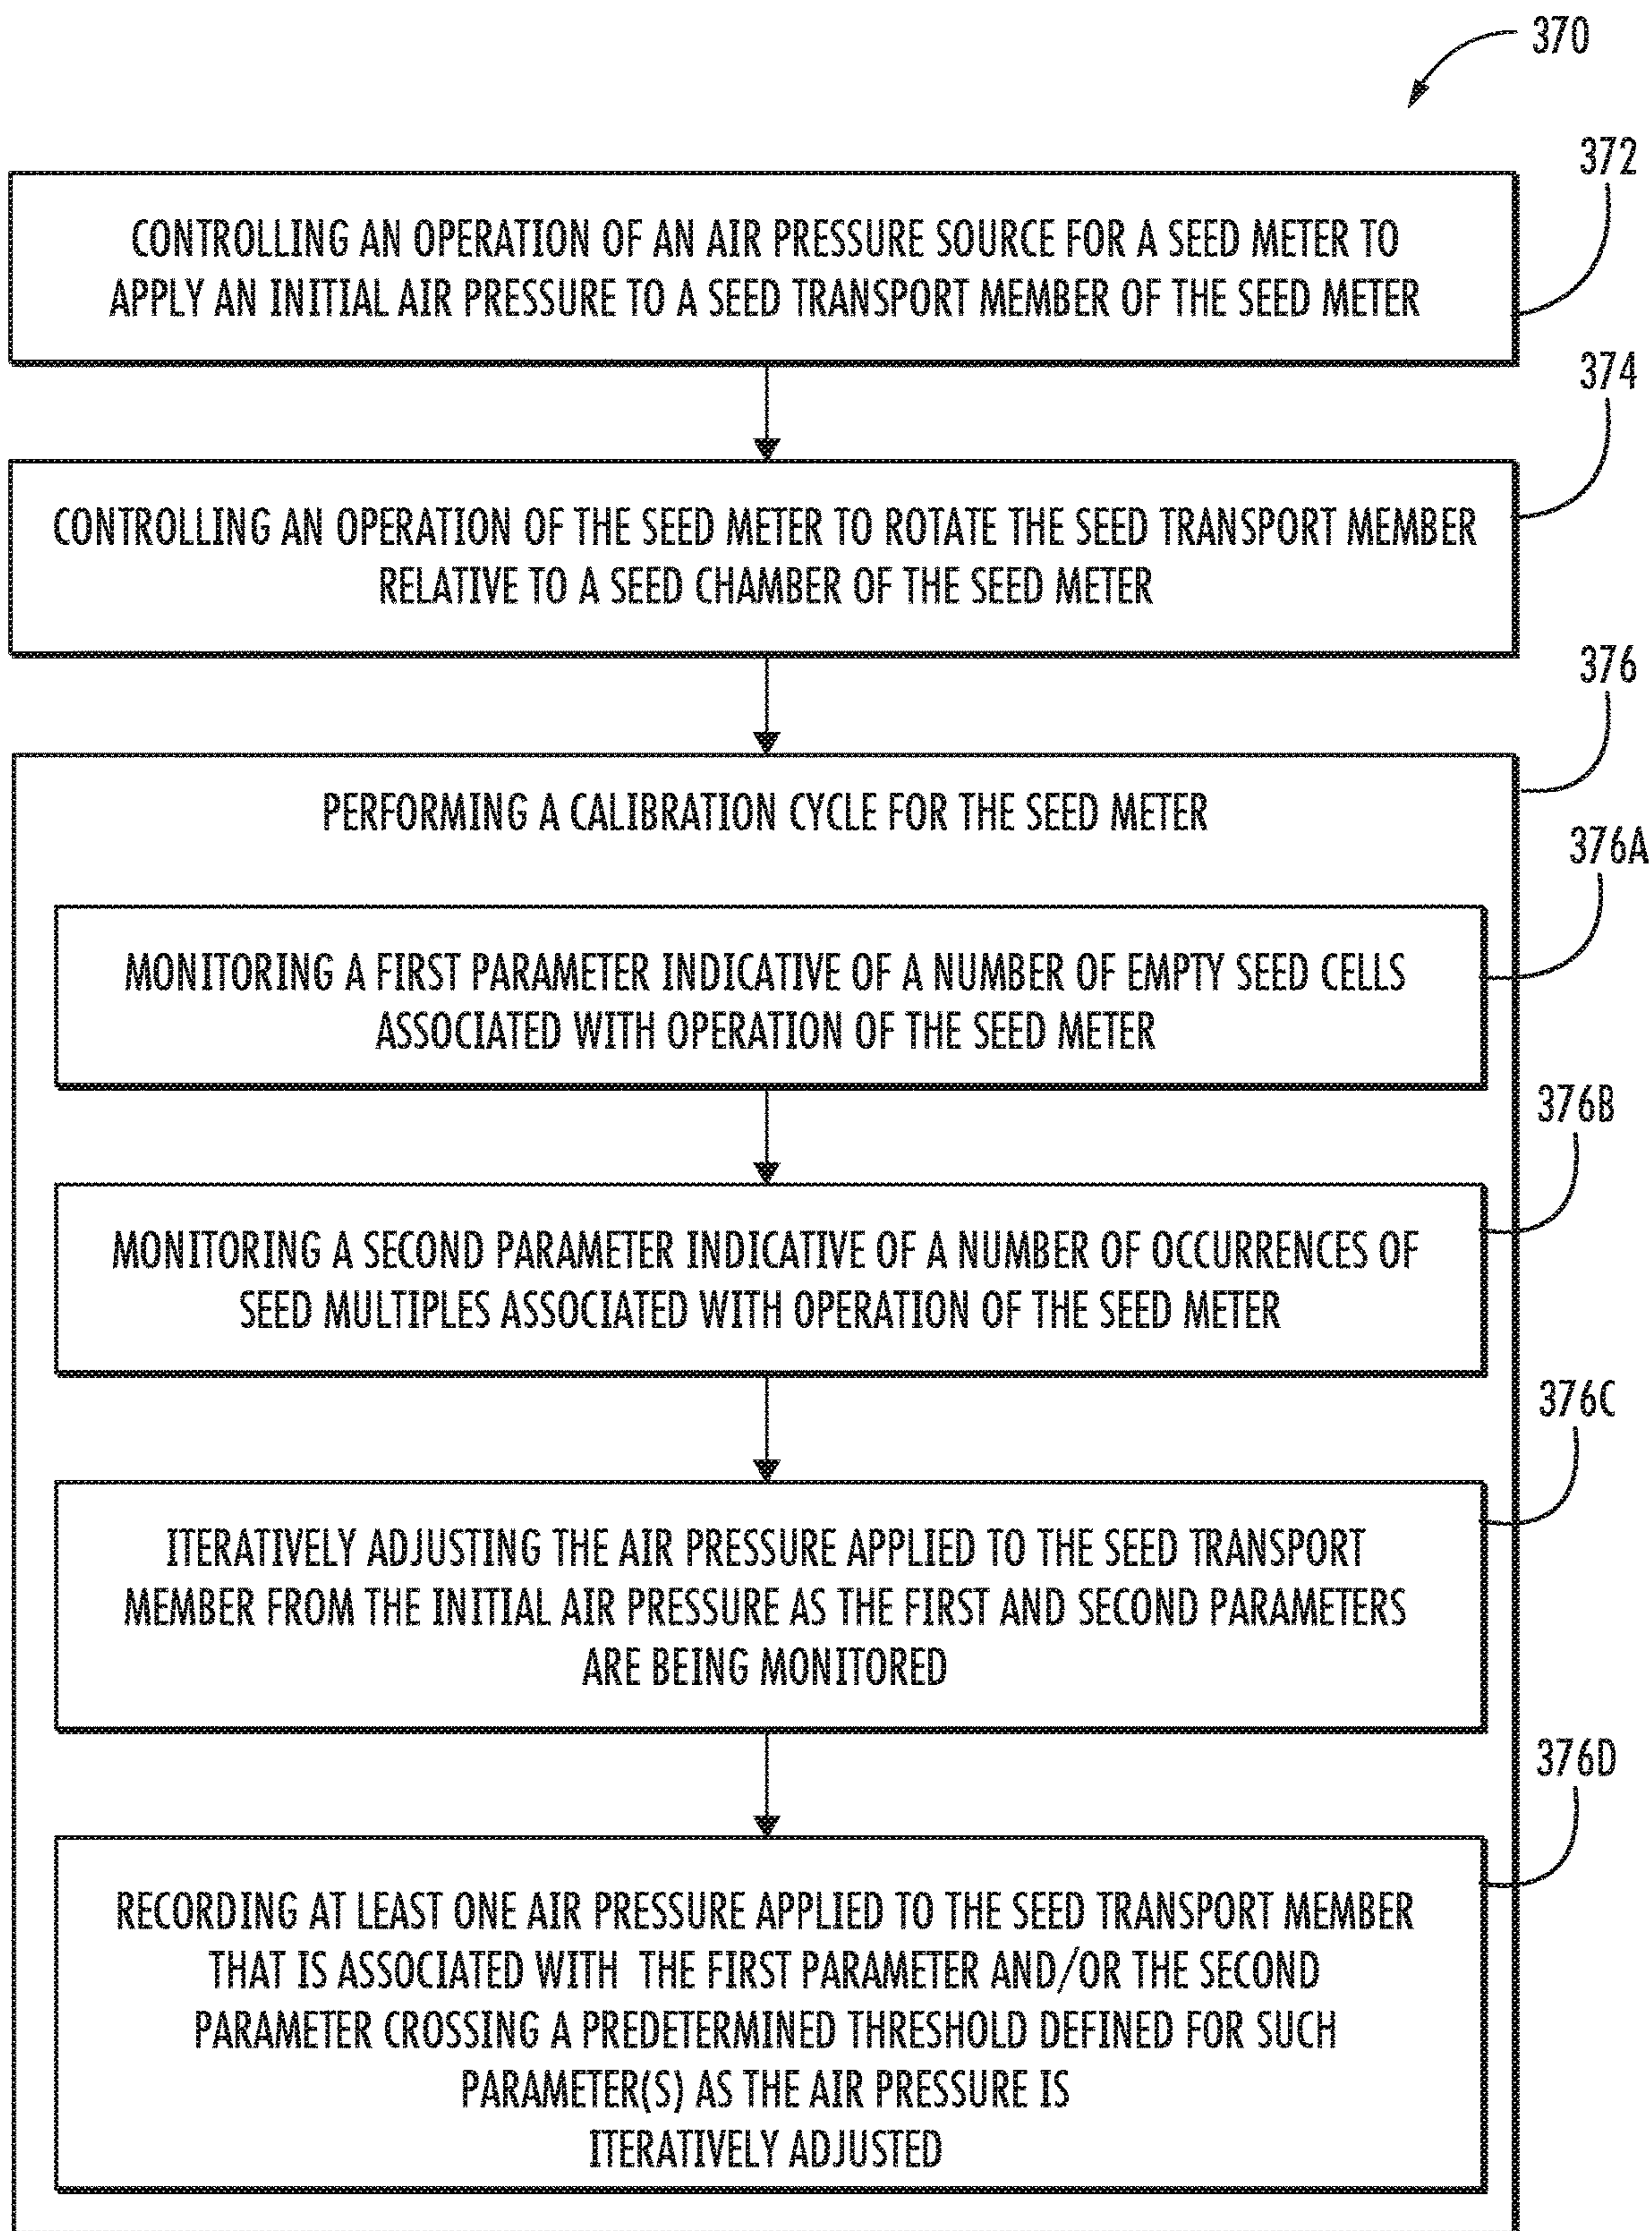 370
372
CONTROLLING AN OPERATION OF AN AIR PRESSURE SOURCE FOR A SEED METER TO
APPLY AN INITIAL AIR PRESSURE TO A SEED TRANSPORT MEMBER OF THE SEED METER
374
CONTROLLING AN OPERATION OF THE SEED METER TO ROTATE THE SEED TRANSPORT MEMBER
RELATIVE TO A SEED CHAMBER OF THE SEED METER
376
PERFORMING A CALIBRATION CYCLE FOR THE SEED METER
376A
MONITORING A FIRST PARAMETER INDICATIVE OF A NUMBER OF EMPTY SEED CELLS
ASSOCIATED WITH OPERATION OF THE SEED METER
376B
MONITORING A SECOND PARAMETER INDICATIVE OF A NUMBER OF OCCURRENCES OF
SEED MULTIPLES ASSOCIATED WITH OPERATION OF THE SEED METER
376C
ITERATIVELY ADJUSTING THE AIR PRESSURE APPLIED TO THE SEED TRANSPORT
MEMBER FROM THE INITIAL AIR PRESSURE AS THE FIRST AND SECOND PARAMETERS
ARE BEING MONITORED
376D
RECORDING AT LEAST ONE AIR PRESSURE APPLIED TO THE SEED TRANSPORT MEMBER
THAT IS ASSOCIATED WITH THE FIRST PARAMETER AND/OR THE SECOND
PARAMETER CROSSING A PREDETERMINED THRESHOLD DEFINED FOR SUCH
PARAMETER(S) AS THE AIR PRESSURE IS
ITERATIVELY ADJUSTED